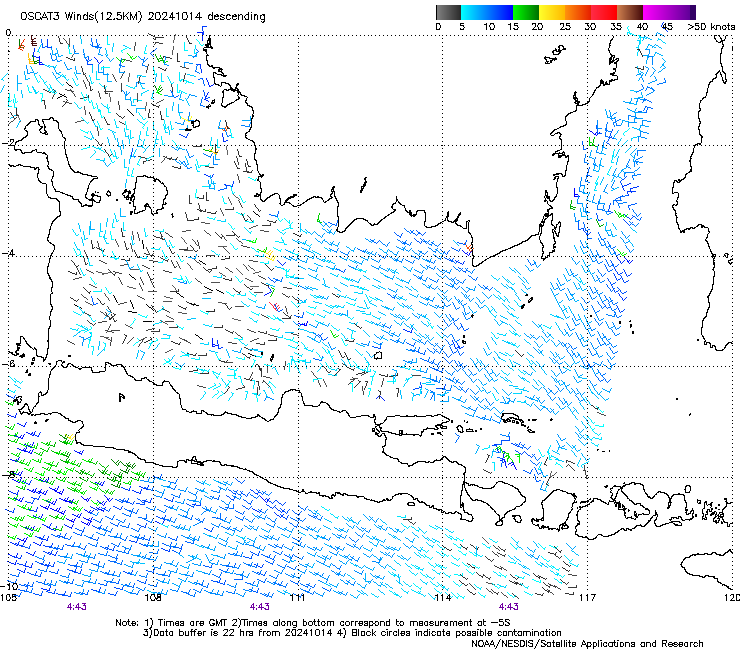 OSCAT3 Winds(12.5KM) 20241014 descending
0 5 10 15 20 25 30 35 40 45 >50 knots
0
-2
-4
-6
-8
-10
105 108 111 114 117 120
4:43 4:43 4:43
Note: 1) Times are GMT 2)Times along bottom correspond to measurement at -5S
3)Data buffer is 22 hrs from 20241014 4) Black circles indicate possible contamination
NOAA/NESDIS/Satellite Applications and Research